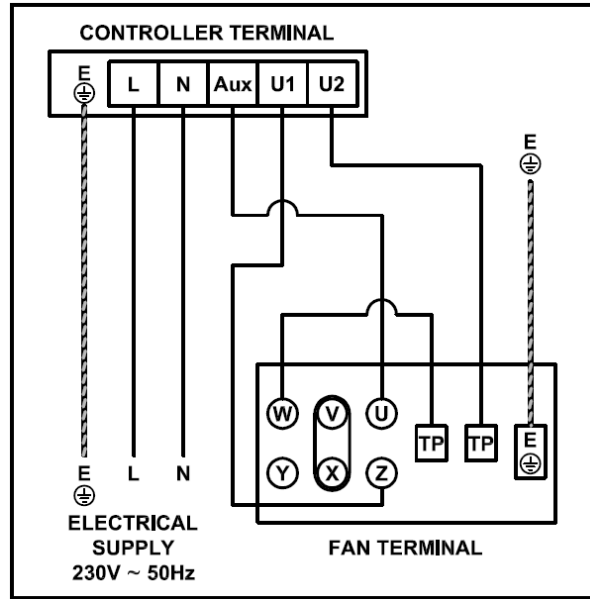 CONTROLLER TERMINAL
E L N Aux U1 U2
E
W V U
TP TP E
Y X Z
E L N
ELECTRICAL
SUPPLY
230V ~ 50Hz
FAN TERMINAL